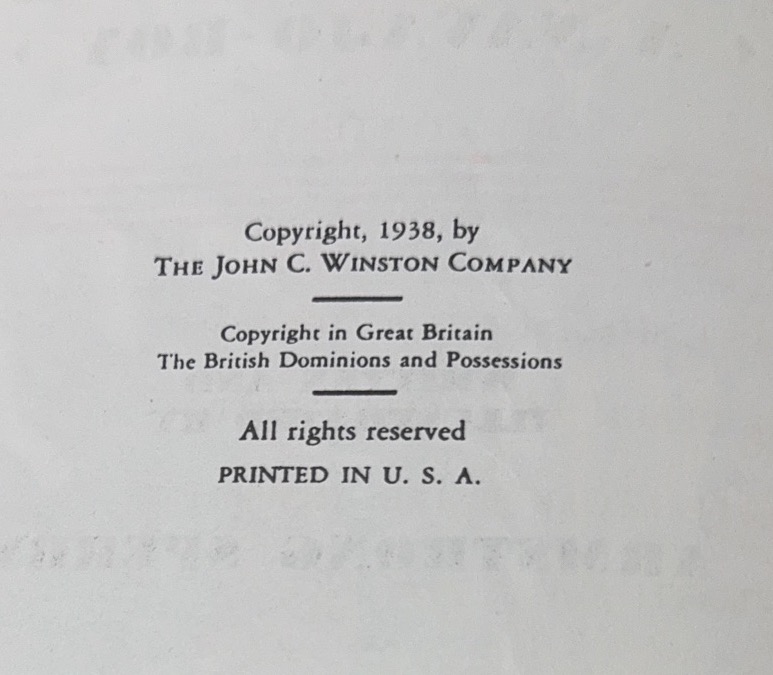 Copyright, 1938, by
THE JOHN C. WINSTON COMPANY
Copyright in Great Britain
The British Dominions and Possessions
All rights reserved
PRINTED IN U. S. A.